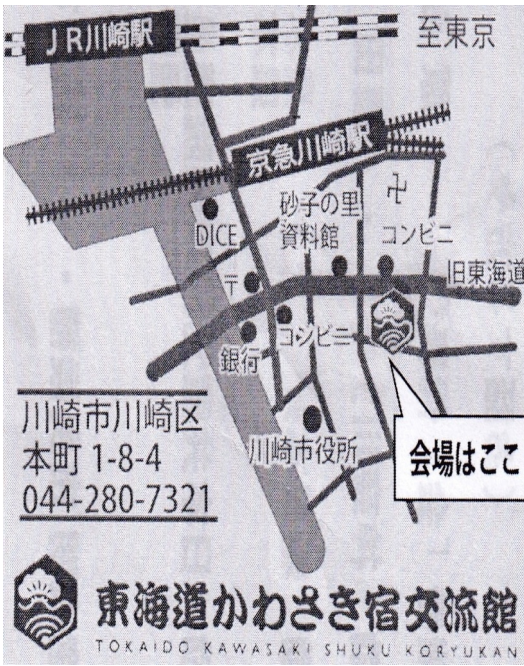 JR川崎駅
至東京
京急川崎駅
卍
砂子の里
資料館
コンビニ
DICE
〒
旧東海道
コンビニ
銀行
川崎市川崎区
本町 1-8-4
044-280-7321
川崎市役所
会場はここ
東海道かわさき宿交流館
TOKAIDO KAWASAKI SHUKU KORYUKAN